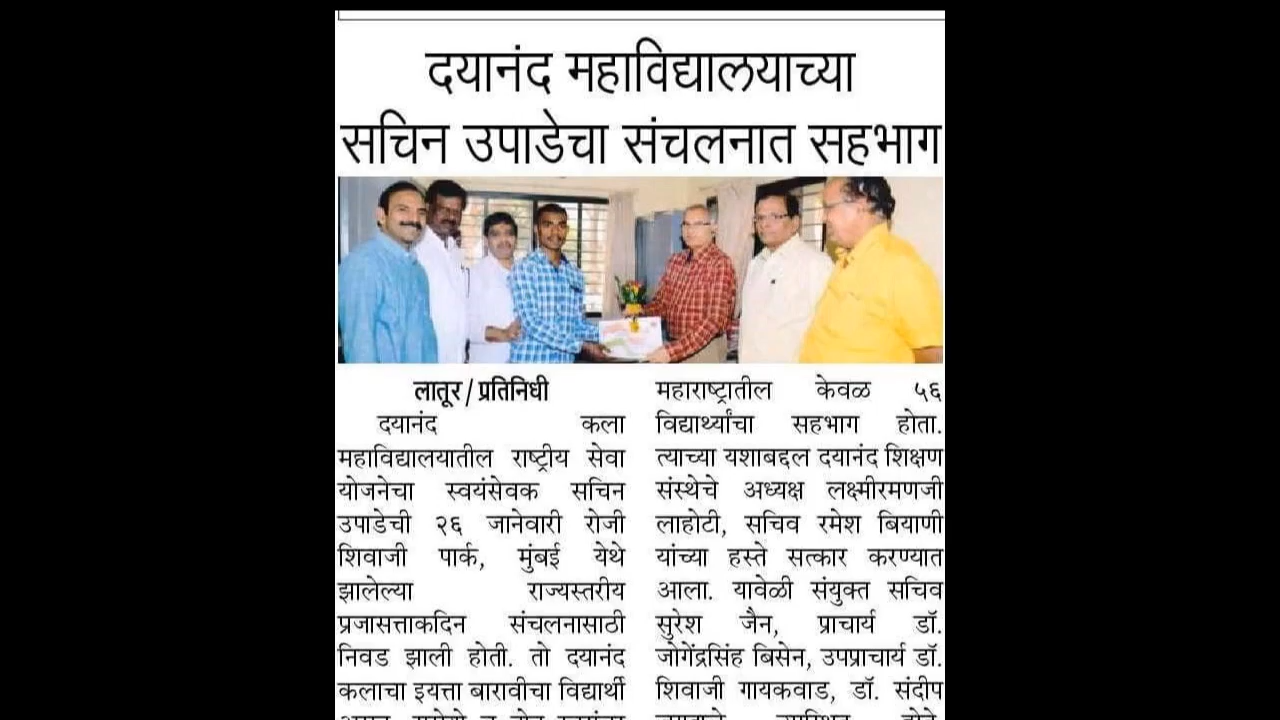 दयानंद महाविद्यालयाच्या
सचिन उपाडेचा संचलनात सहभाग
लातूर / प्रतिनिधी
दयानंद कला
महाविद्यालयातील राष्ट्रीय सेवा
योजनेचा स्वयंसेवक सचिन
उपाडेची २६ जानेवारी रोजी
शिवाजी पार्क, मुंबई येथे
झालेल्या राज्यस्तरीय
प्रजासत्ताकदिन संचलनासाठी
निवड झाली होती. तो दयानंद
कलाचा इयत्ता बारावीचा विद्यार्थी
महाराष्ट्रातील केवळ ५६
विद्यार्थ्यांचा सहभाग होता.
त्याच्या यशाबद्दल दयानंद शिक्षण
संस्थेचे अध्यक्ष लक्ष्मीरमणजी
लाहोटी, सचिव रमेश बियाणी
यांच्या हस्ते सत्कार करण्यात
आला. यावेळी संयुक्त सचिव
सुरेश जैन, प्राचार्य डॉ.
जोगेंद्रसिंह बिसेन, उपप्राचार्य डॉ.
शिवाजी गायकवाड, डॉ. संदीप